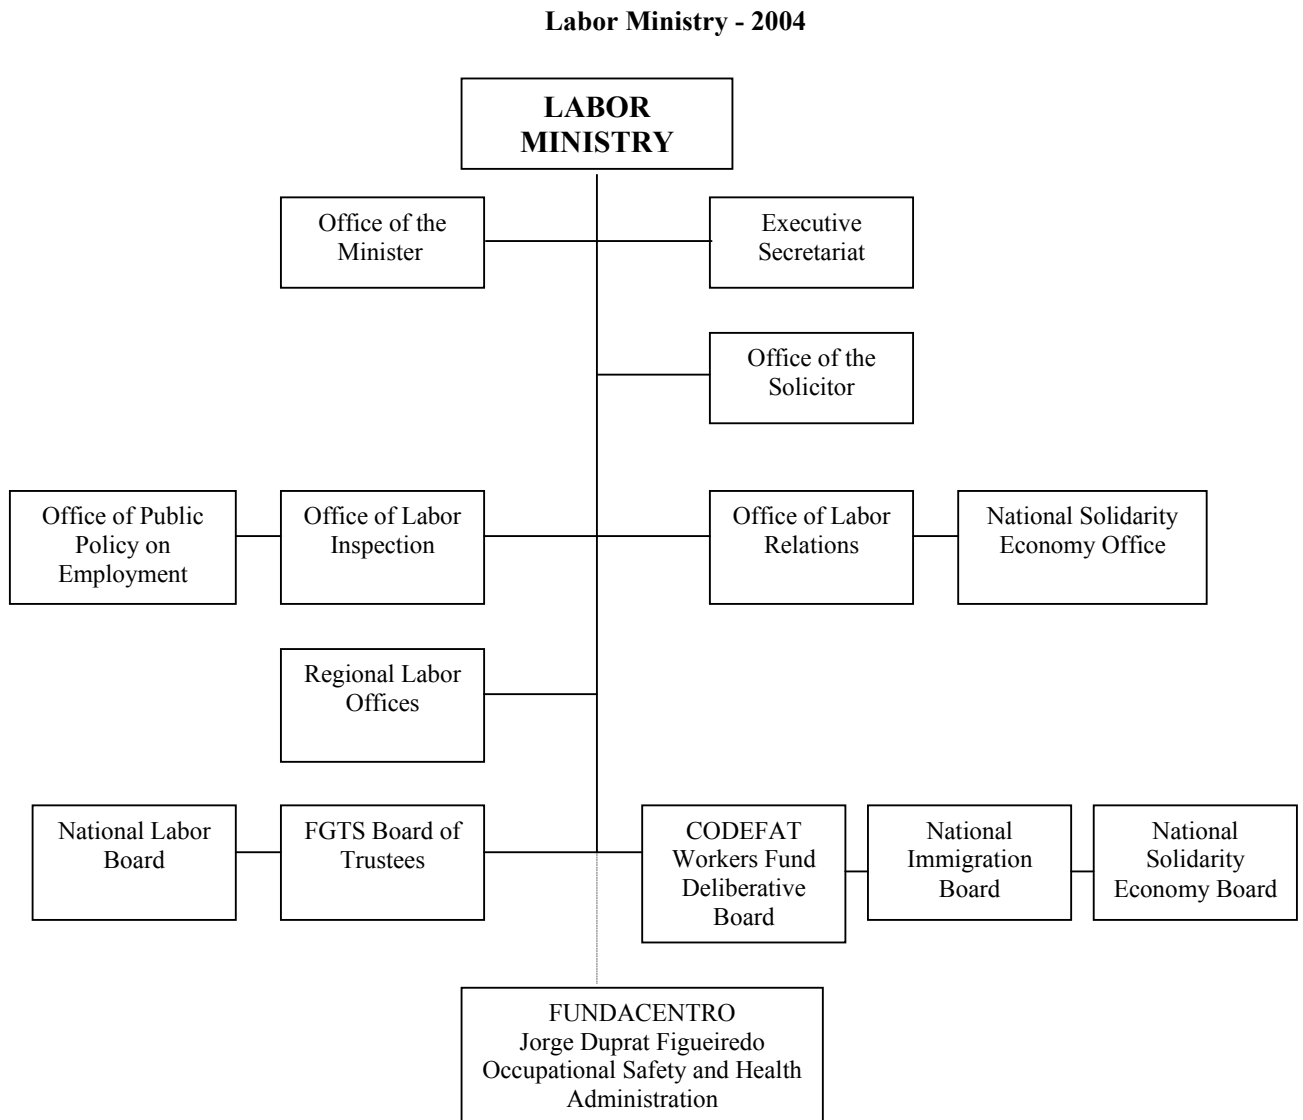 Labor Ministry - 2004
LABOR
MINISTRY
Office of the
Minister
Executive
Secretariat
Office of the
Solicitor
Office of Public
Policy on
Employment
Office of Labor
Inspection
Office of Labor
Relations
National Solidarity
Economy Office
Regional Labor
Offices
National Labor
Board
FGTS Board of
Trustees
CODEFAT
Workers Fund
Deliberative
Board
National
Immigration
Board
National
Solidarity
Economy Board
FUNDACENTRO
Jorge Duprat Figueiredo
Occupational Safety and Health
Administration